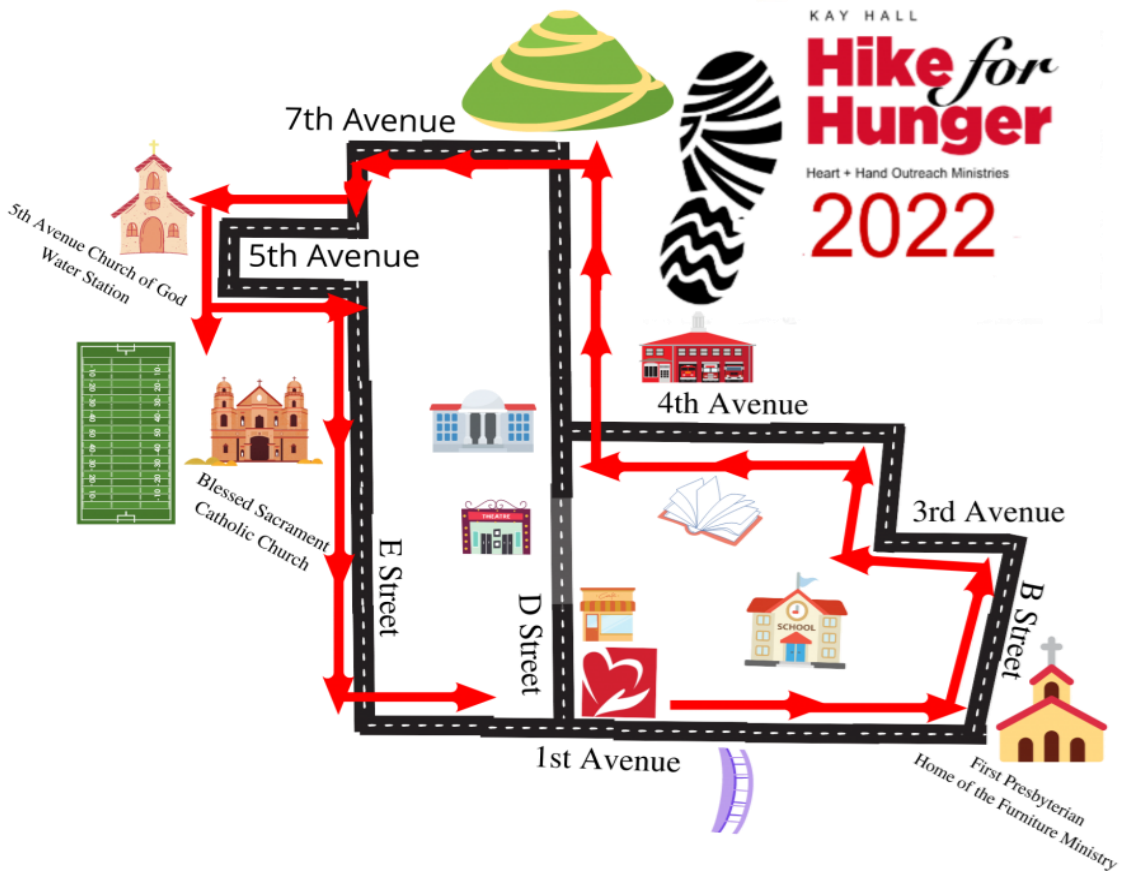 KAY HALL
Hike for
Hunger
Heart + Hand Outreach Ministries
2022
7th Avenue
5th Avenue Church of God
Water Station
5th Avenue
4th Avenue
3rd Avenue
Blessed Sacrament
Catholic Church
THEATRE
E Street
D Street
Cafe
SCHOOL
B Street
1st Avenue
First Presbyterian
Home of the Furniture Ministry